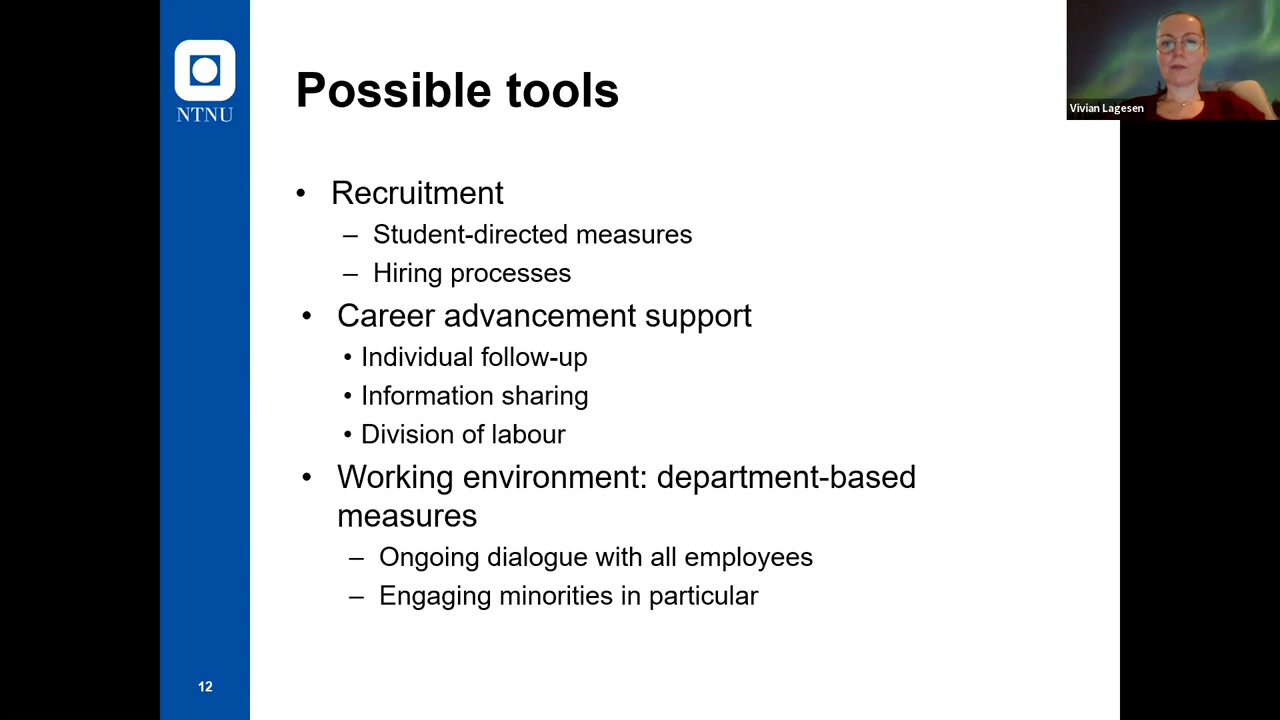 NTNU
Possible tools
Vivian Lagesen
• Recruitment
– Student-directed measures
– Hiring processes
• Career advancement support
• Individual follow-up
• Information sharing
• Division of labour
• Working environment: department-based
measures
– Ongoing dialogue with all employees
– Engaging minorities in particular
12